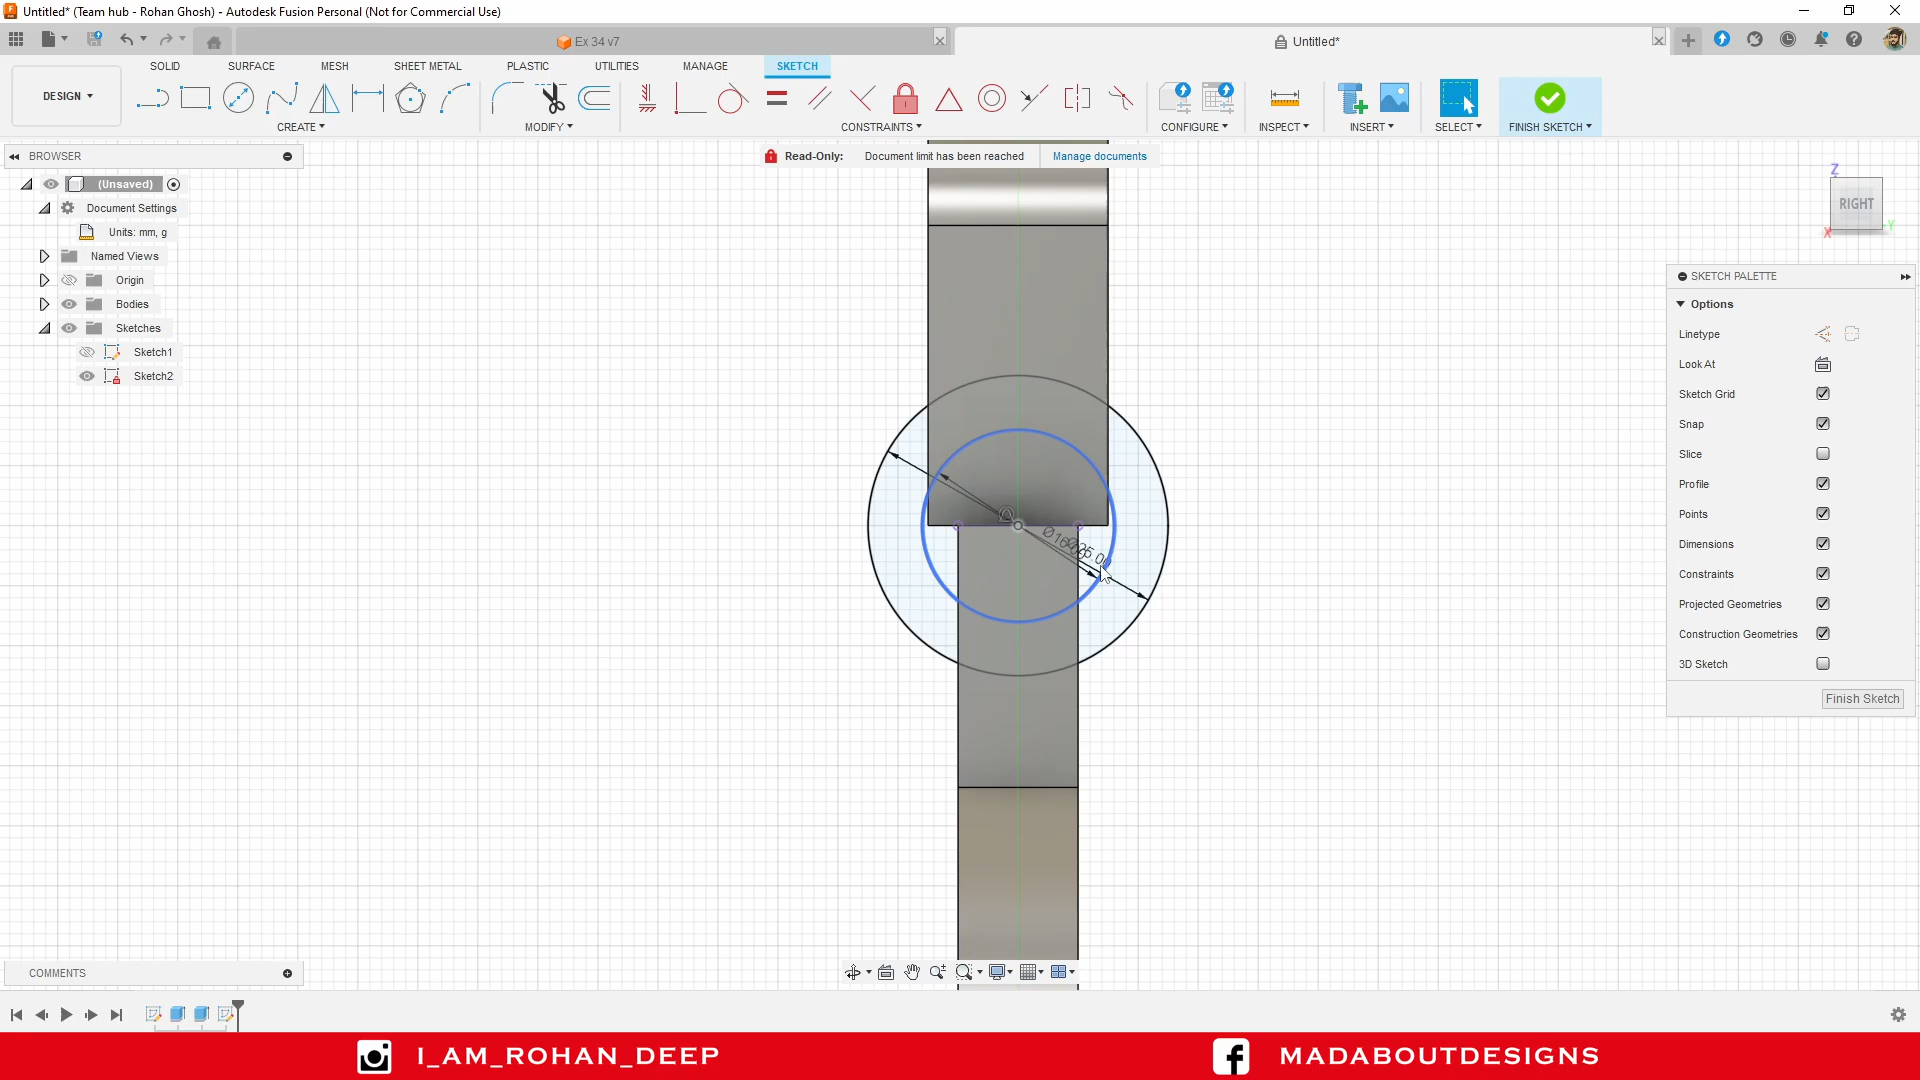 Untitled* (Team hub - Rohan Ghosh) - Autodesk Fusion Personal (Not for Commercial Use)
Ex 34 v7
Untitled*
SOLID SURFACE MESH SHEET METAL PLASTIC UTILITIES MANAGE SKETCH
DESIGN
CREATE MODIFY CONSTRAINTS CONFIGURE INSPECT INSERT SELECT FINISH SKETCH
BROWSER
Read-Only: Document limit has been reached Manage documents
(Unsaved)
Document Settings
Units: mm, g
Named Views
Origin
Bodies
Sketches
Sketch1
Sketch2
Z
RIGHT
X
Y
SKETCH PALETTE
Options
Linetype
Look At
Sketch Grid
Snap
Slice
Profile
Points
Dimensions
Constraints
Projected Geometries
Construction Geometries
3D Sketch
Finish Sketch
Ø25.00
COMMENTS
I_AM_ROHAN_DEEP
MADABOUTDESIGNS